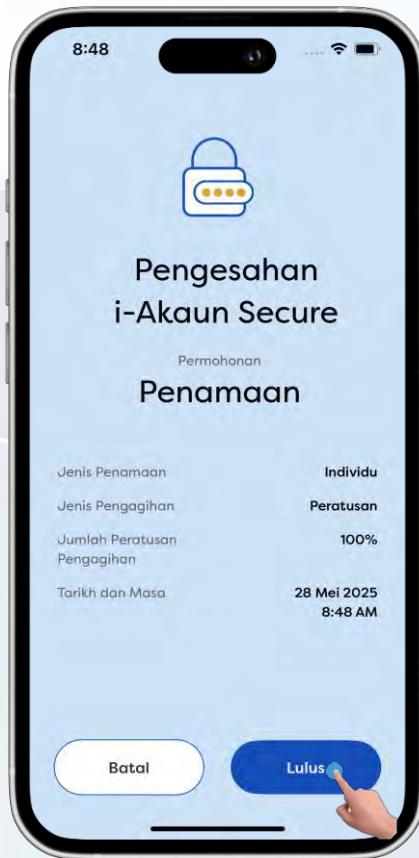 8:48
Pengesahan
i-Akaun Secure
Permohonan
Penamaan
Jenis Penamaan Individu
Jenis Pengagihan Peratusan
Jumlah Peratusan 100%
Pengagihan
Tarikh dan Masa 28 Mei 2025
8:48 AM
Batal Lulus